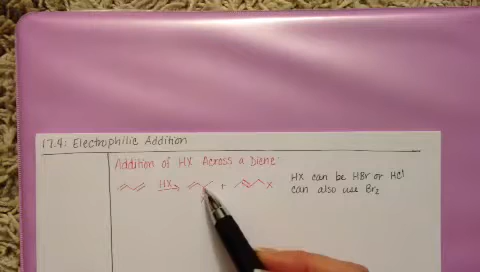 17.4: Electrophilic Addition
Addition of HX Across a Diene:
HX
+
X
HX can be HBr or HCl
can also use Br₂